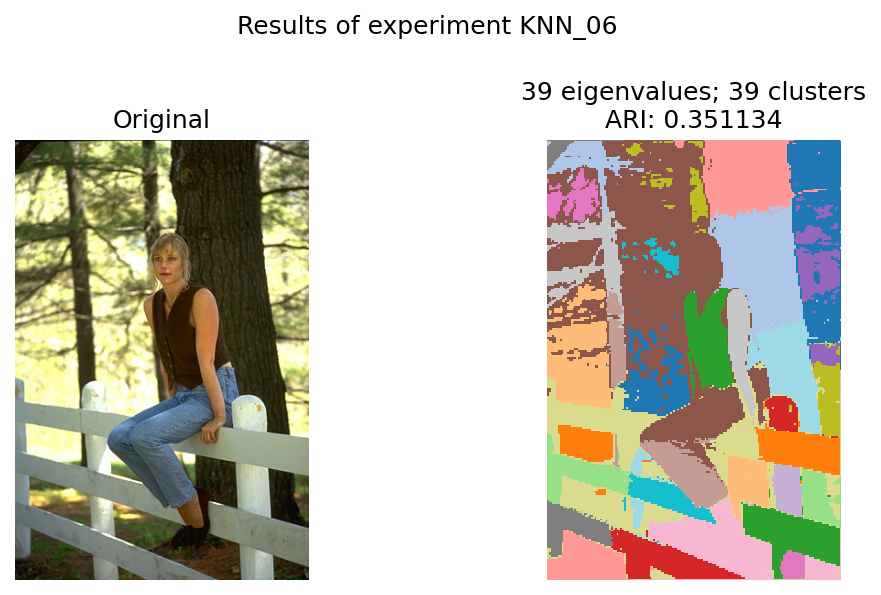 Results of experiment KNN_06
Original
39 eigenvalues; 39 clusters
ARI: 0.351134